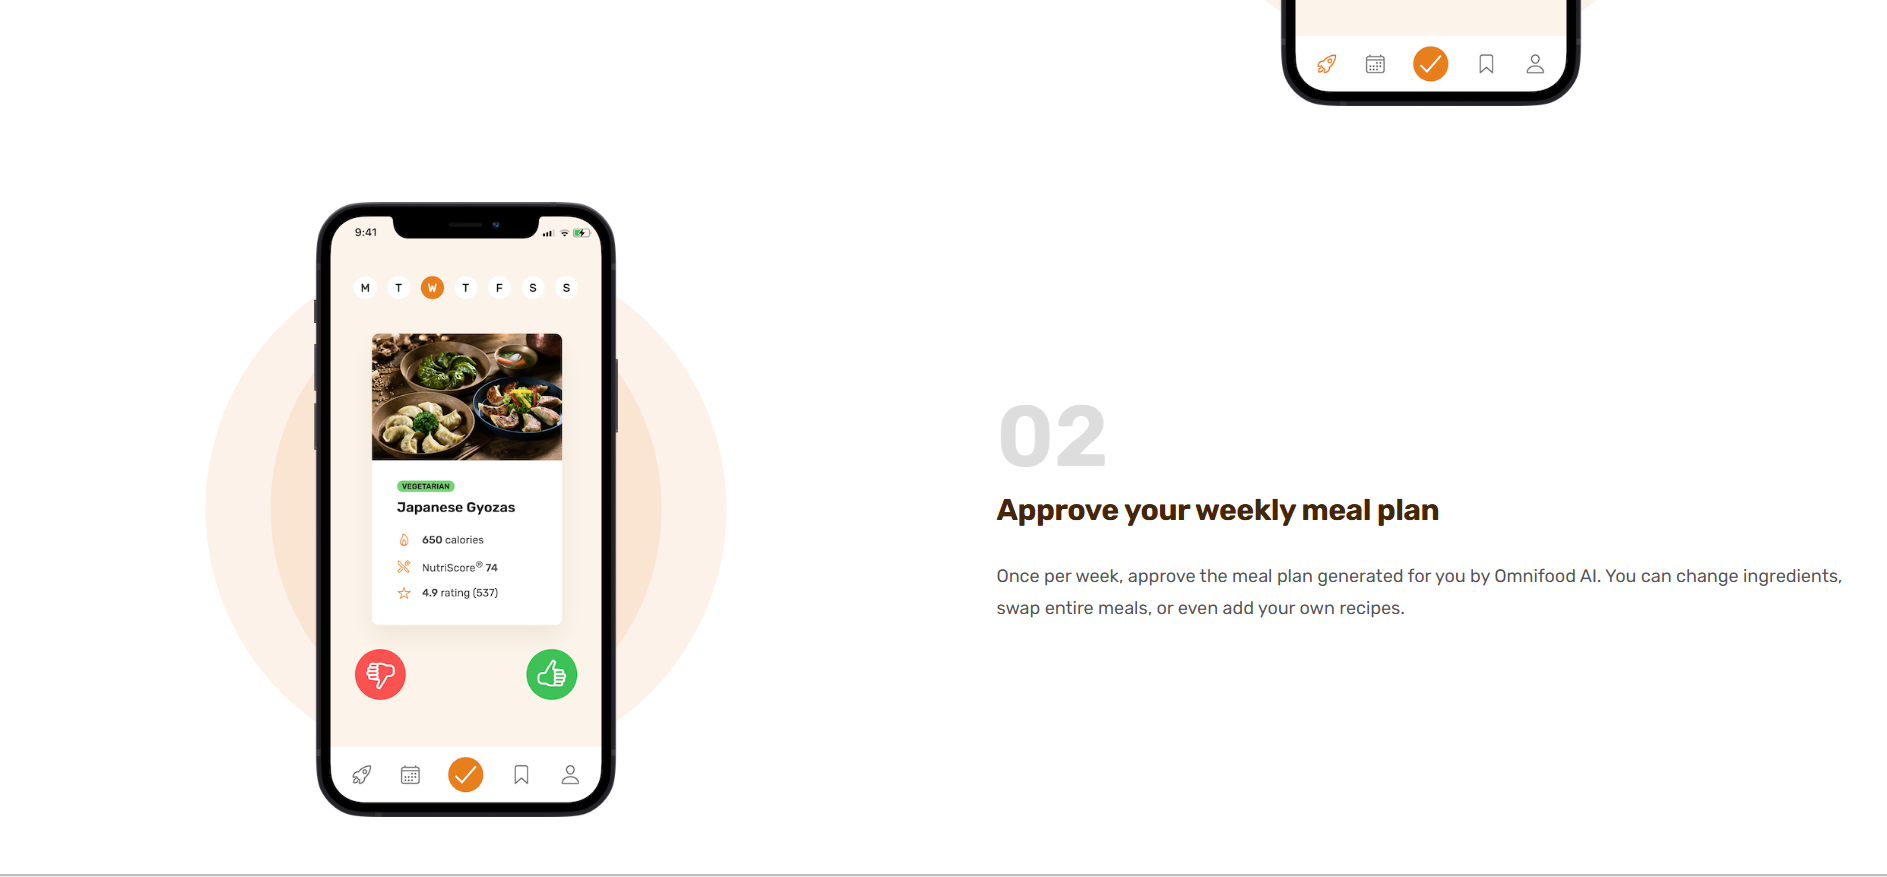 9:41
M T W T F S S
VEGETARIAN
Japanese Gyozas
650 calories
NutriScore® 74
4.9 rating (537)
02
Approve your weekly meal plan
Once per week, approve the meal plan generated for you by Omnifood AI. You can change ingredients,
swap entire meals, or even add your own recipes.